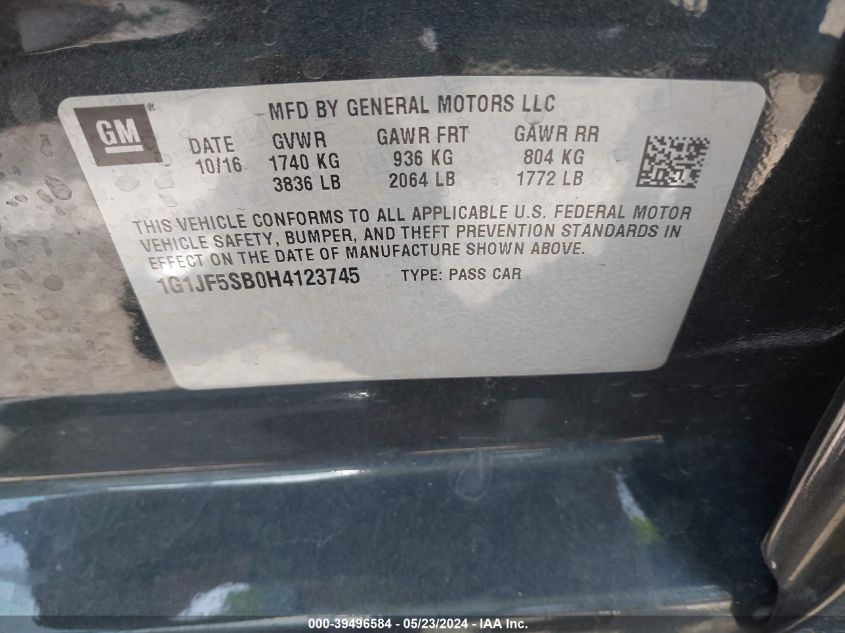 GM®
MFD BY GENERAL MOTORS LLC
DATE GVWR GAWR FRT GAWR RR
10/16 1740 KG 936 KG 804 KG
3836 LB 2064 LB 1772 LB
THIS VEHICLE CONFORMS TO ALL APPLICABLE U.S. FEDERAL MOTOR
VEHICLE SAFETY, BUMPER, AND THEFT PREVENTION STANDARDS IN
EFFECT ON THE DATE OF MANUFACTURE SHOWN ABOVE.
1G1JF5SB0H4123745 TYPE: PASS CAR
000-39496584 - 05/23/2024 - IAA Inc.